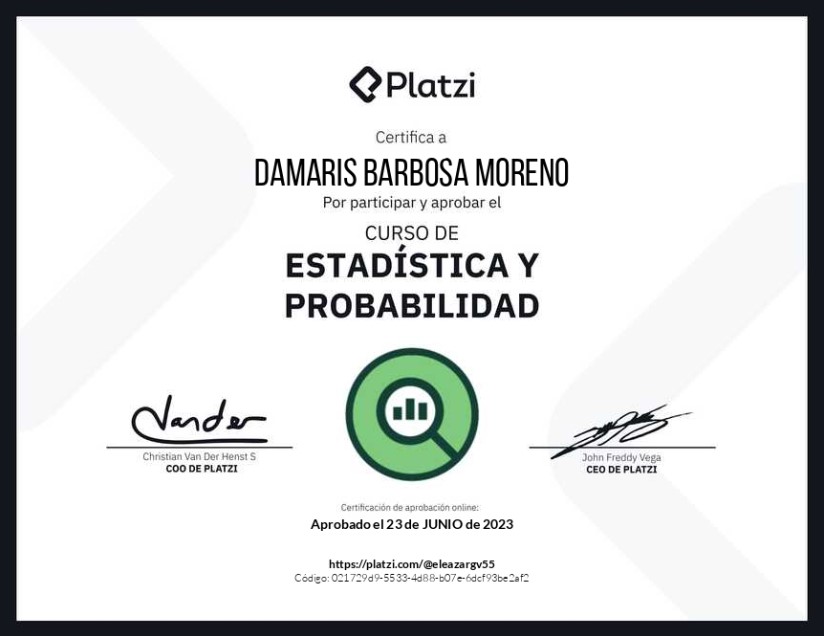 Platzi
Certifica a
DAMARIS BARBOSA MORENO
Por participar y aprobar el
CURSO DE
ESTADÍSTICA Y
PROBABILIDAD
Vander
Christian Van Der Henst S
COO DE PLATZI
John Freddy Vega
CEO DE PLATZI
Certificación de aprobación online:
Aprobado el 23 de JUNIO de 2023
https://platzi.com/@eleazargv55
Código: 021729d9-5533-4d88-b07e-6dcf93be2af2